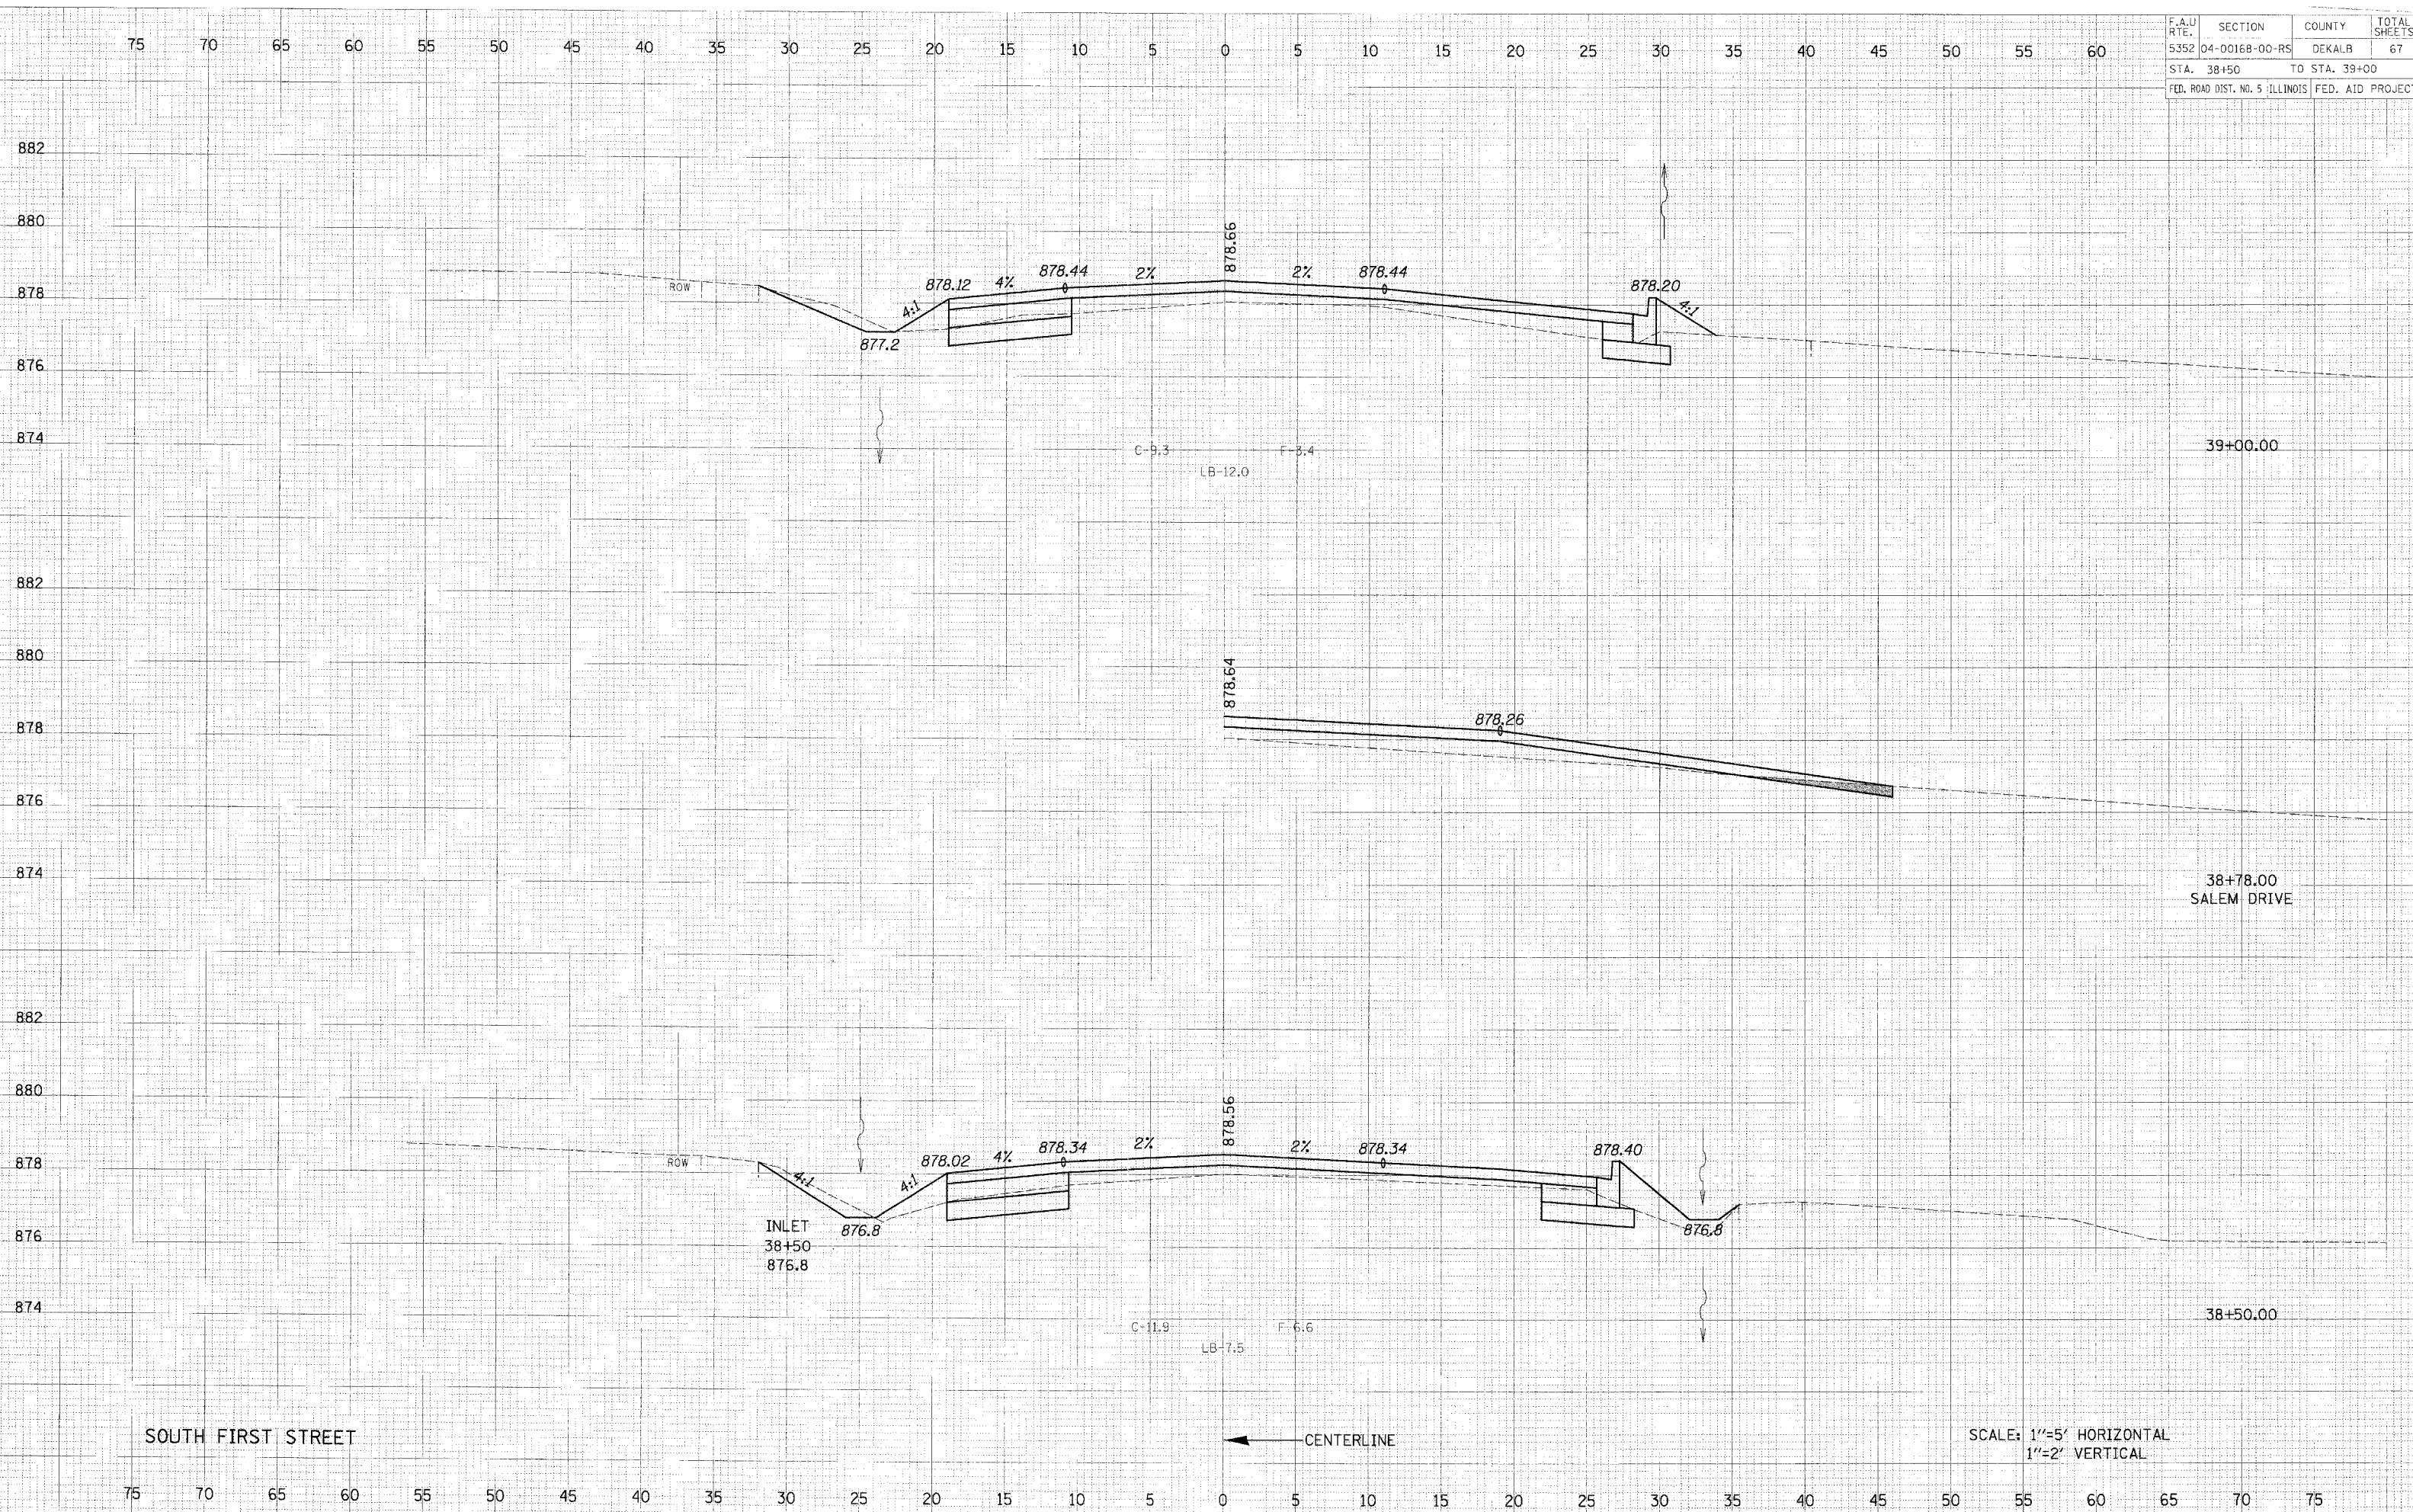 F.A.U RTE. SECTION COUNTY TOTAL SHEETS
5352 04-00168-00-RS DEKALB 67
STA. 38+50 TO STA. 39+00
FED. ROAD DIST. NO. 5 ILLINOIS FED. AID PROJECT
75 70 65 60 55 50 45 40 35 30 25 20 15 10 5 0 5 10 15 20 25 30 35 40 45 50 55 60
882
880
878.66
878.12 4% 878.44 2% 2% 878.44 878.20
878
ROW
4:1 4:1
877.2
876
874
C-9.3 F-3.4
LB-12.0
39+00.00
882
880
878.64
878
878.26
876
874
38+78.00
SALEM DRIVE
882
880
878.56
878.02 4% 878.34 2% 2% 878.34 878.40
878
ROW
4:1 4:1
INLET
38+50
876.8
876.8 876.8
876
874
C-11.9 F-6.6
LB-7.5
38+50.00
SOUTH FIRST STREET
CENTERLINE
SCALE: 1"=5' HORIZONTAL
1"=2' VERTICAL
75 70 65 60 55 50 45 40 35 30 25 20 15 10 5 0 5 10 15 20 25 30 35 40 45 50 55 60 65 70 75